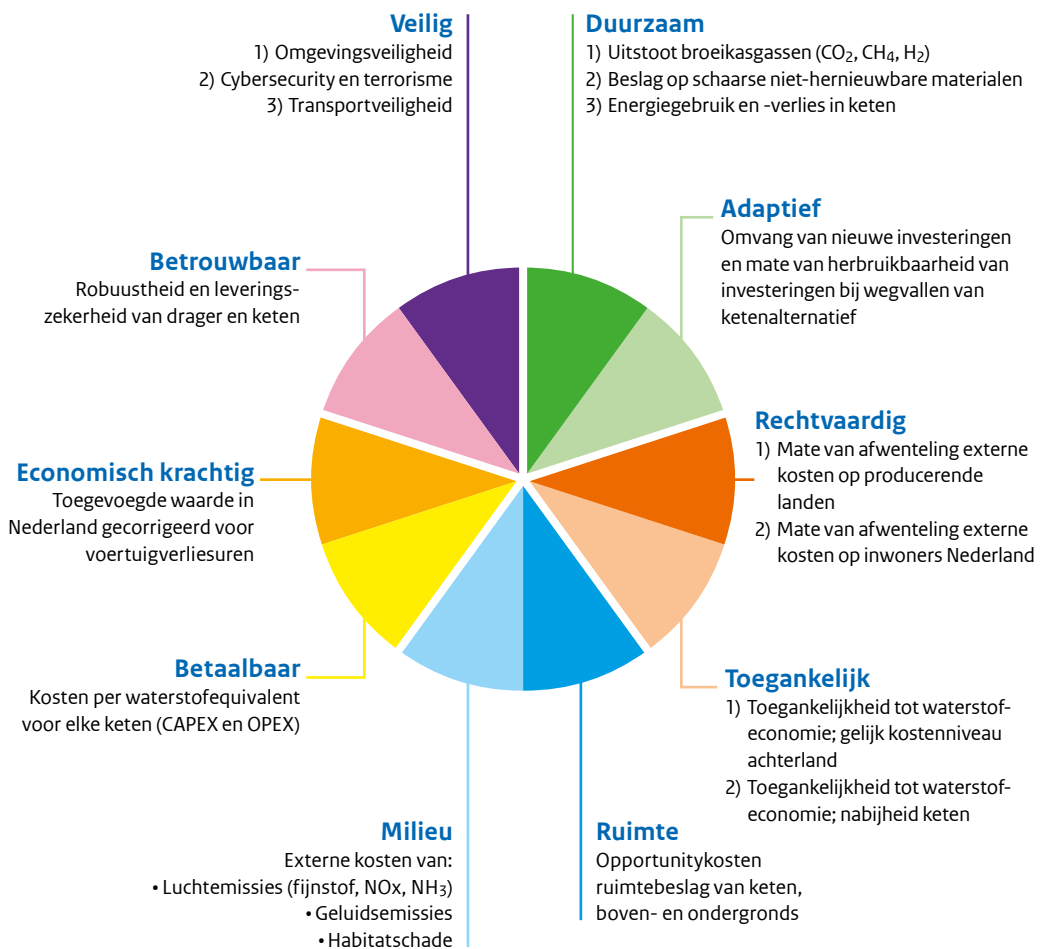 Veilig
1) Omgevingsveiligheid
2) Cybersecurity en terrorisme
3) Transportveiligheid
Duurzaam
1) Uitstoot broeikasgassen (CO₂, CH₄, H₂)
2) Beslag op schaarse niet-hernieuwbare materialen
3) Energiegebruik en -verlies in keten
Adaptief
Omvang van nieuwe investeringen
en mate van herbruikbaarheid van
investeringen bij wegvallen van
ketenalternatief
Betrouwbaar
Robuustheid en leverings-
zekerheid van drager en keten
Rechtvaardig
1) Mate van afwenteling externe
kosten op producerende
landen
2) Mate van afwenteling externe
kosten op inwoners Nederland
Economisch krachtig
Toegevoegde waarde in
Nederland gecorrigeerd voor
voertuigverliesuren
Betaalbaar
Kosten per waterstofequivalent
voor elke keten (CAPEX en OPEX)
Toegankelijk
1) Toegankelijkheid tot waterstof-
economie; gelijk kostenniveau
achterland
2) Toegankelijkheid tot waterstof-
economie; nabijheid keten
Milieu
Externe kosten van:
• Luchtemissies (fijnstof, NOx, NH₃)
• Geluidsemissies
• Habitatschade
Ruimte
Opportunitykosten
ruimtebeslag van keten,
boven- en ondergronds